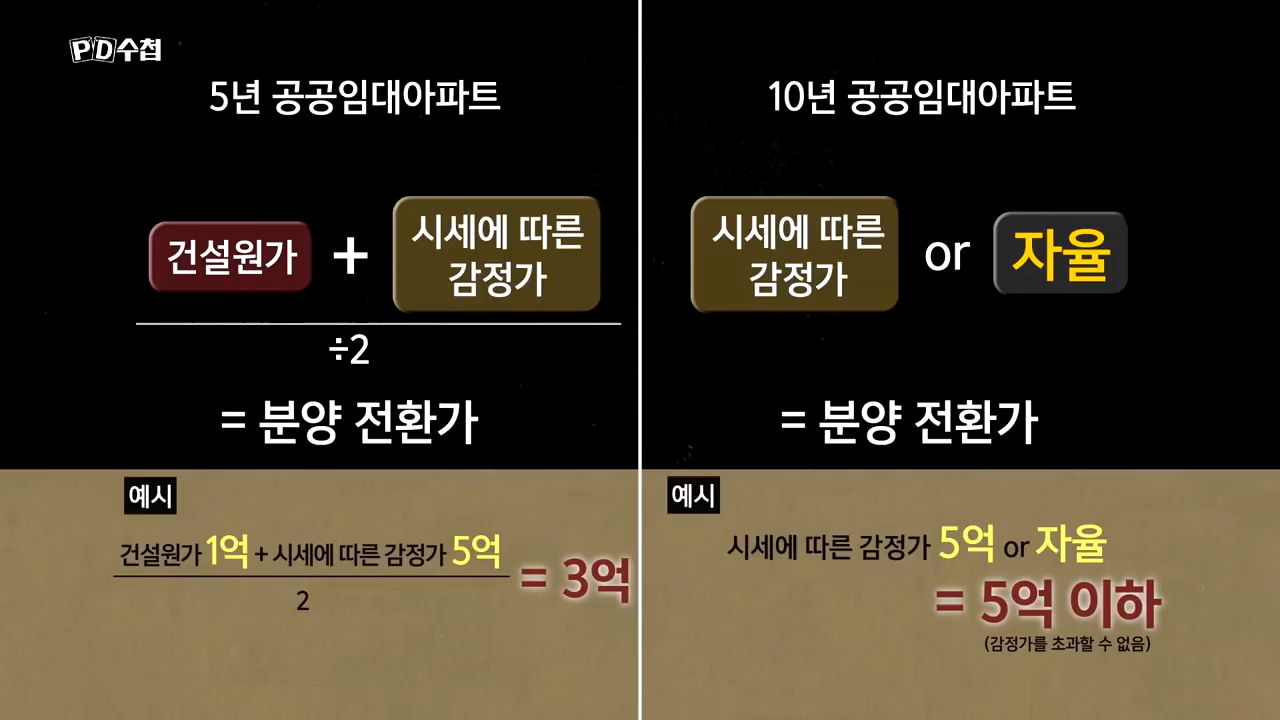 PD수첩
5년 공공임대아파트
건설원가
+
시세에 따른
감정가
÷2
= 분양 전환가
예시
건설원가 1억 + 시세에 따른 감정가 5억
2
= 3억
10년 공공임대아파트
시세에 따른
감정가
or
자율
= 분양 전환가
예시
시세에 따른 감정가 5억 or 자율
= 5억 이하
(감정가를 초과할 수 없음)